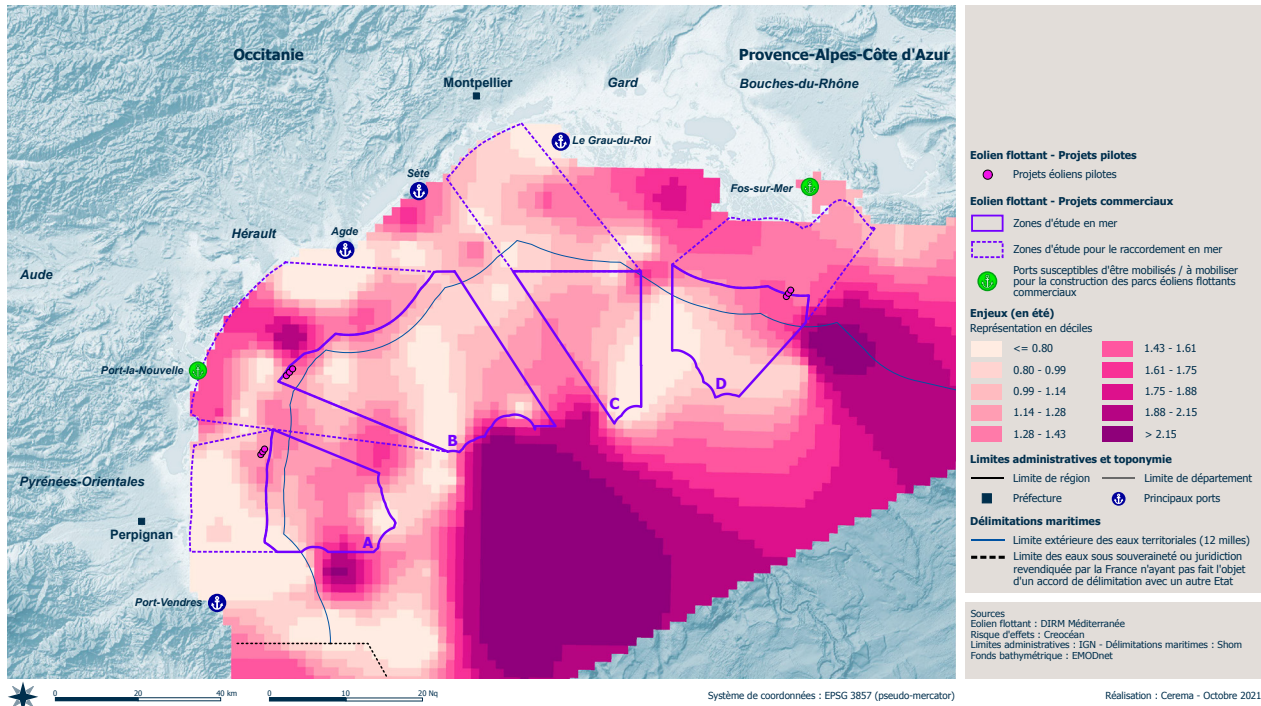 Occitanie
Provence-Alpes-Côte d'Azur
Montpellier
Gard
Bouches-du-Rhône
Le Grau-du-Roi
Sète
Fos-sur-Mer
Hérault
Agde
Aude
Port-la-Nouvelle
C
D
B
Pyrénées-Orientales
Perpignan
A
Port-Vendres
Eolien flottant - Projets pilotes
Projets éoliens pilotes
Eolien flottant - Projets commerciaux
Zones d'étude en mer
Zones d'étude pour le raccordement en mer
Ports susceptibles d'être mobilisés / à mobiliser
pour la construction des parcs éoliens flottants
commerciaux
Enjeux (en été)
Représentation en déciles
<= 0.80 1.43 - 1.61
0.80 - 0.99 1.61 - 1.75
0.99 - 1.14 1.75 - 1.88
1.14 - 1.28 1.88 - 2.15
1.28 - 1.43 > 2.15
Limites administratives et toponymie
Limite de région Limite de département
Préfecture Principaux ports
Délimitations maritimes
Limite extérieure des eaux territoriales (12 milles)
Limite des eaux sous souveraineté ou juridiction
revendiquée par la France n'ayant pas fait l'objet
d'un accord de délimitation avec un autre Etat
Sources
Eolien flottant : DIRM Méditerranée
Risque d'effets : Creocéan
Limites administratives : IGN - Délimitations maritimes : Shom
Fonds bathymétrique : EMODnet
0 20 40 km
0 10 20 Nq
Système de coordonnées : EPSG 3857 (pseudo-mercator)
Réalisation : Cerema - Octobre 2021